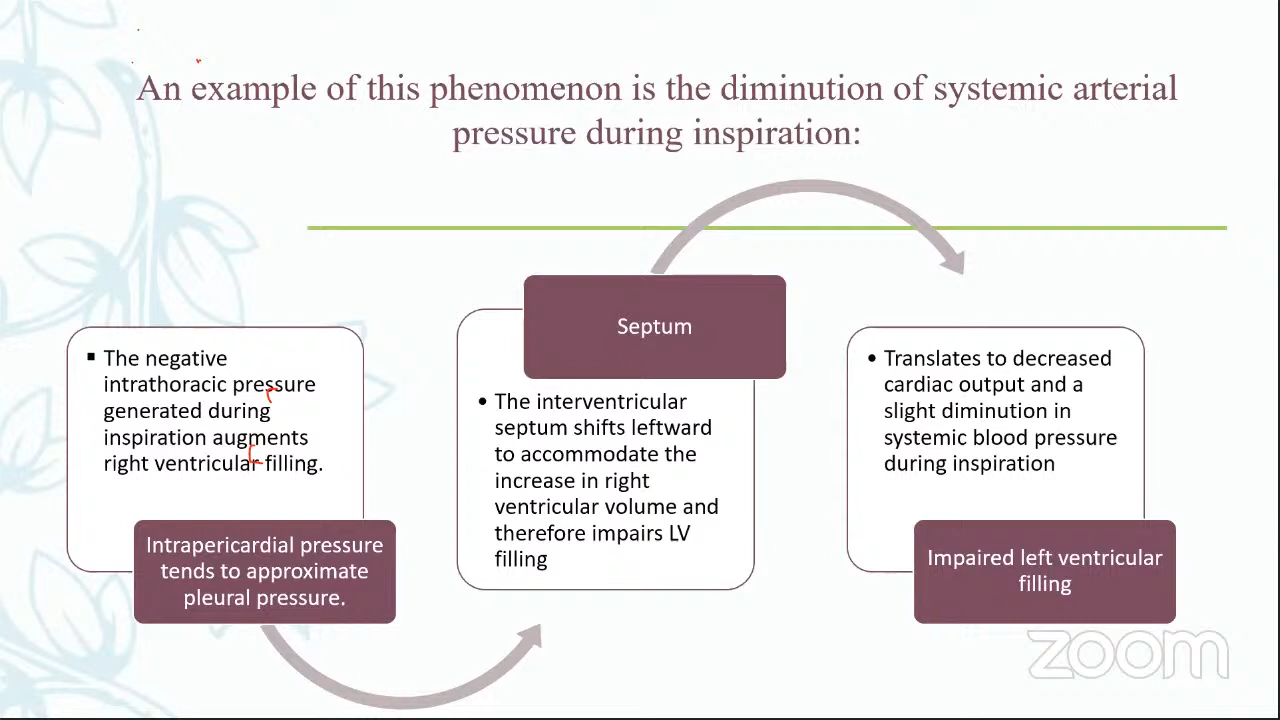 An example of this phenomenon is the diminution of systemic arterial
pressure during inspiration:
▪ The negative
intrathoracic pressure
generated during
inspiration augments
right ventricular filling.
Intrapericardial pressure
tends to approximate
pleural pressure.
Septum
• The interventricular
septum shifts leftward
to accommodate the
increase in right
ventricular volume and
therefore impairs LV
filling
• Translates to decreased
cardiac output and a
slight diminution in
systemic blood pressure
during inspiration
Impaired left ventricular
filling
zoom